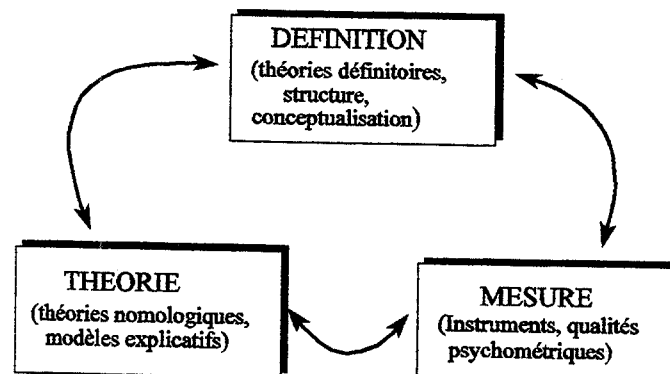 DEFINITION
(théories définitoires,
structure,
conceptualisation)
THEORIE
(théories nomologiques,
modèles explicatifs)
MESURE
(Instruments, qualités
psychométriques)